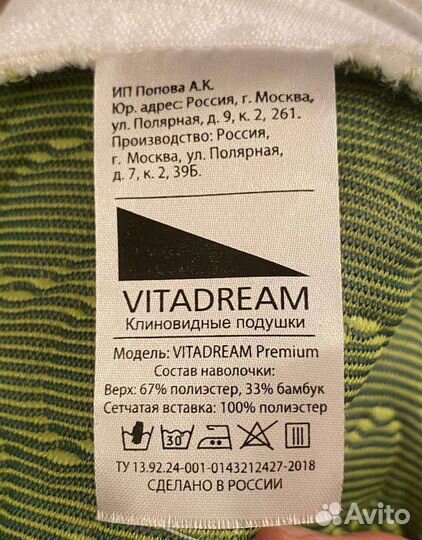 ИП Попова А.К.
Юр. адрес: Россия, г. Москва,
ул. Полярная, д. 9, к. 2, 261.
Производство: Россия,
г. Москва, ул. Полярная,
д. 7, к. 2, 39Б.
VITADREAM
Клиновидные подушки
Модель: VITADREAM Premium
Состав наволочки:
Верх: 67% полиэстер, 33% бамбук
Сетчатая вставка: 100% полиэстер
30
ТУ 13.92.24-001-0143212427-2018
СДЕЛАНО В РОССИИ
Avito